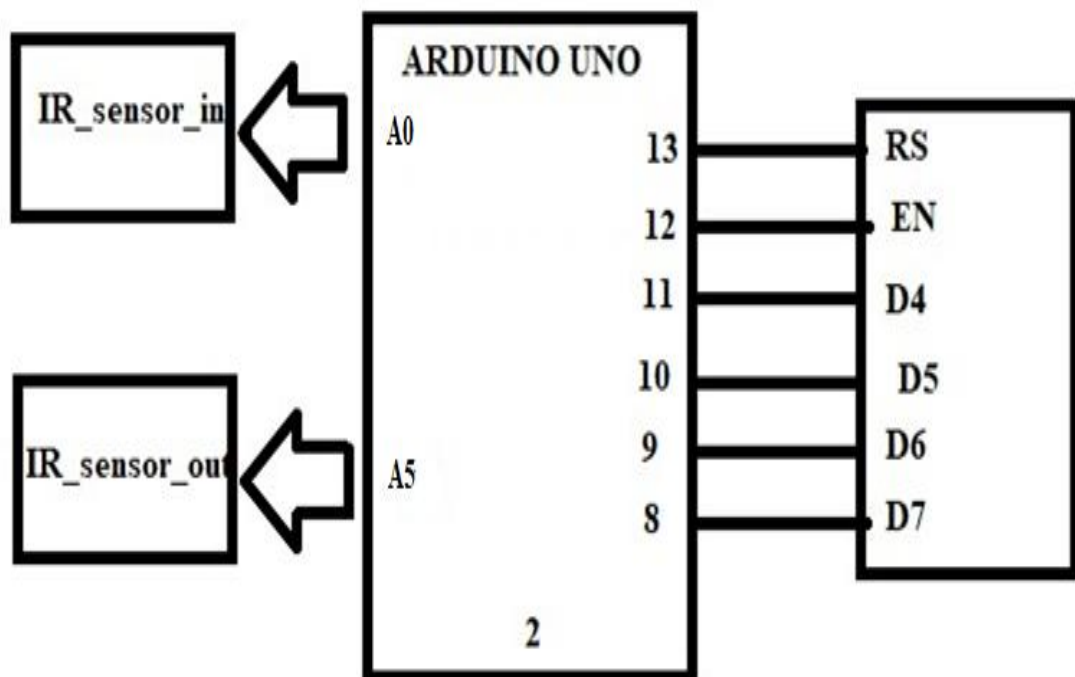 IR_sensor_in
IR_sensor_out
ARDUINO UNO
A0
A5
13
12
11
10
9
8
2
RS
EN
D4
D5
D6
D7